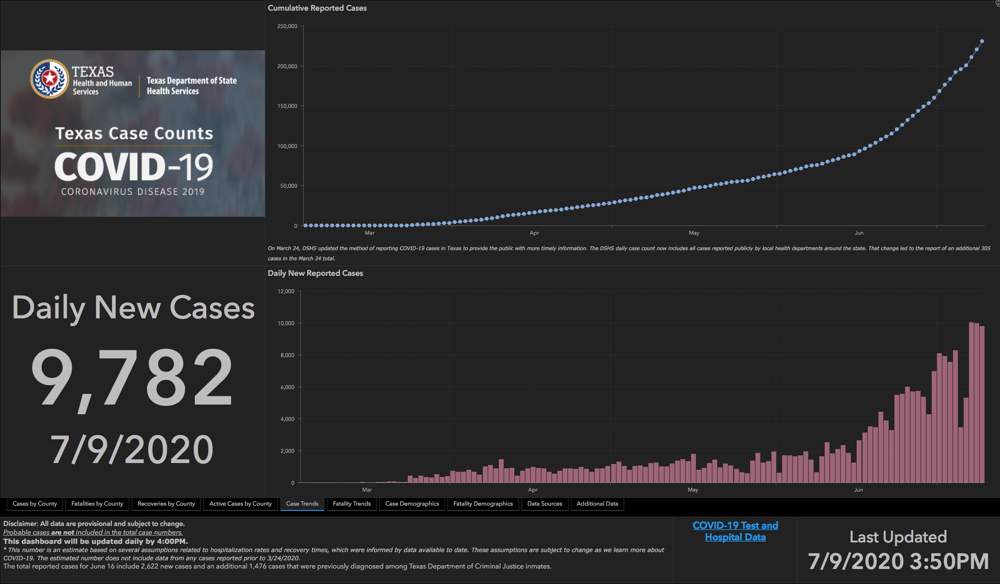 TEXAS
Health and Human
Services
Texas Department of State
Health Services
Texas Case Counts
COVID-19
CORONAVIRUS DISEASE 2019
Cumulative Reported Cases
250,000
200,000
150,000
100,000
50,000
0
Mar
Apr
May
Jun
On March 24, DSHS updated the method of reporting COVID-19 cases in Texas to provide the public with more timely information. The DSHS daily case count now includes all cases reported publicly by local health departments around the state. That change led to the report of an additional 305
cases in the March 24 total.
Daily New Cases
9,782
7/9/2020
Daily New Reported Cases
12,000
10,000
8,000
6,000
4,000
2,000
0
Mar
Apr
May
Jun
Cases by County
Fatalities by County
Recoveries by County
Active Cases by County
Case Trends
Fatality Trends
Case Demographics
Fatality Demographics
Data Sources
Additional Data
Disclaimer: All data are provisional and subject to change.
Probable cases are not included in the total case numbers.
This dashboard will be updated daily by 4:00PM.
* This number is an estimate based on several assumptions related to hospitalization rates and recovery times, which were informed by data available to date. These assumptions are subject to change as we learn more about
COVID-19. The estimated number does not include data from any cases reported prior to 3/24/2020.
The total reported cases for June 16 include 2,622 new cases and an additional 1,476 cases that were previously diagnosed among Texas Department of Criminal Justice inmates.
COVID-19 Test and
Hospital Data
Last Updated
7/9/2020 3:50PM